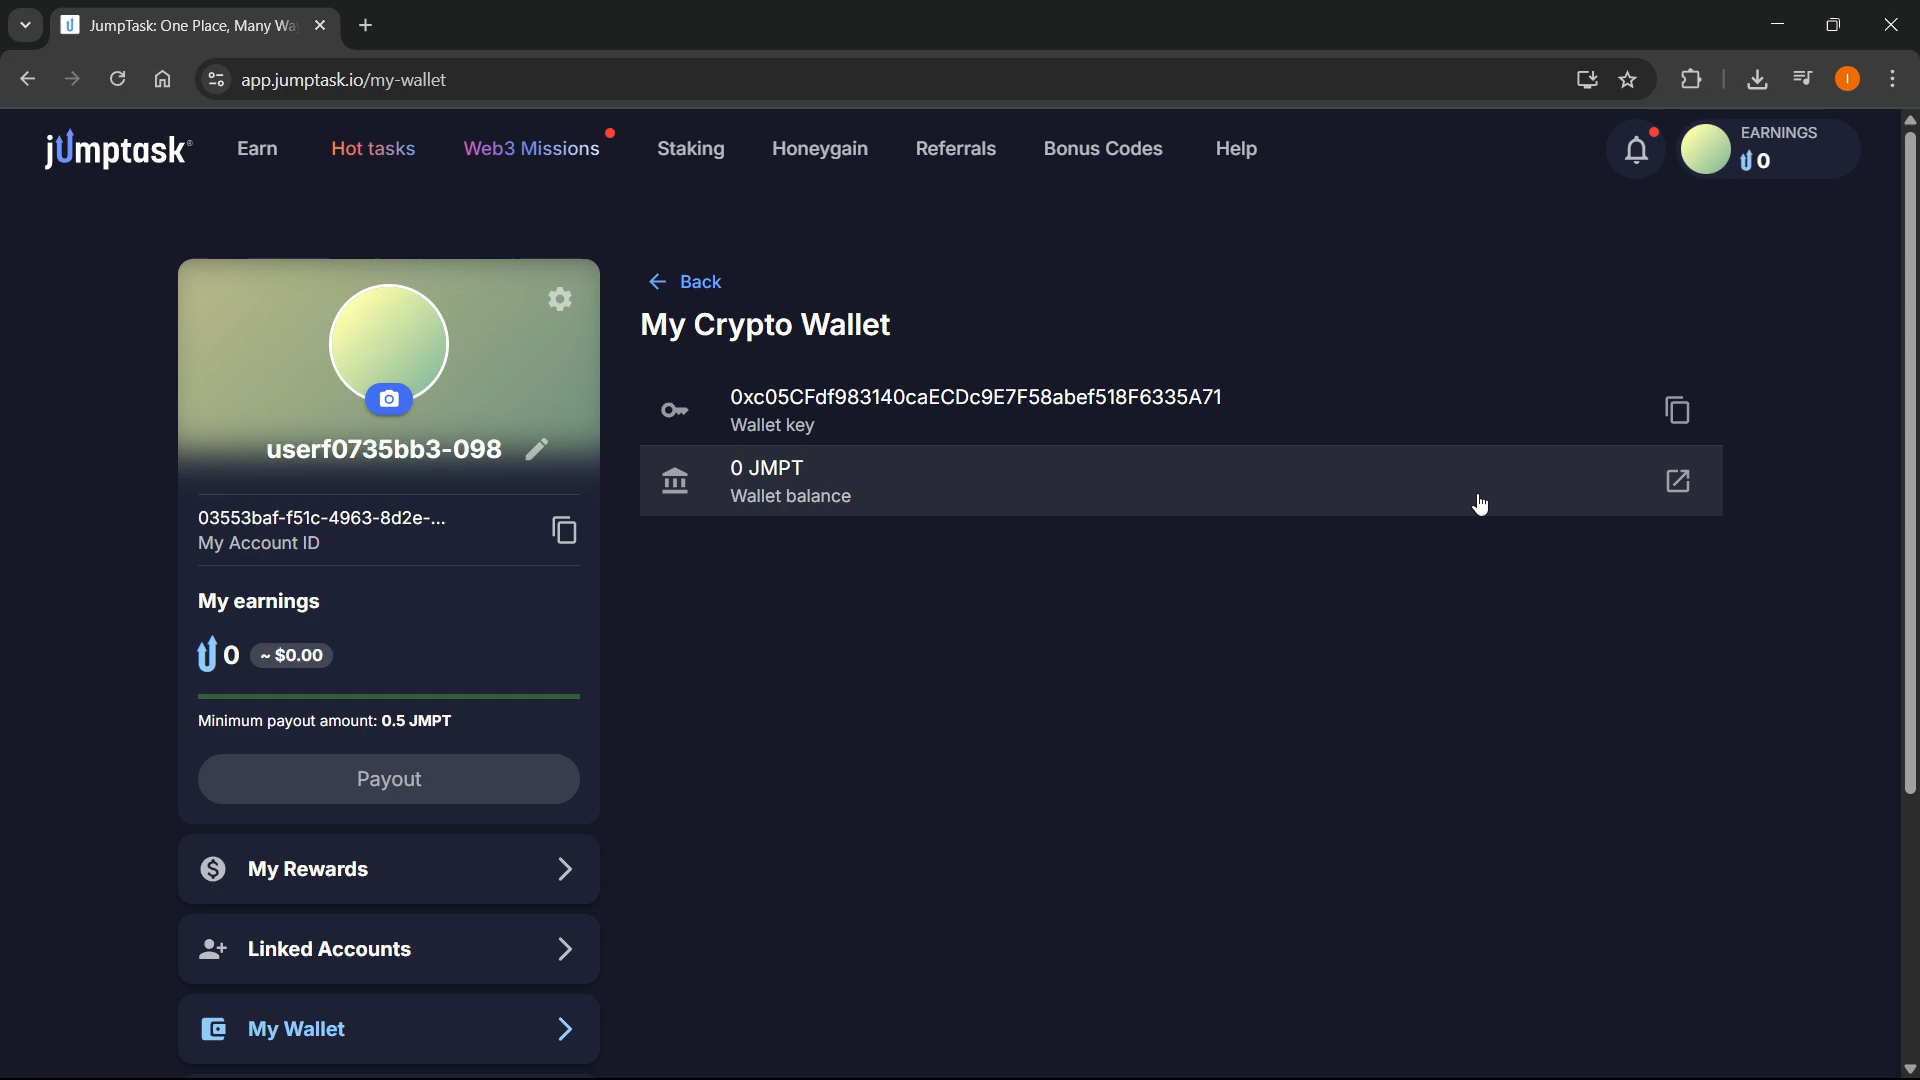 JumpTask: One Place, Many Wa
app.jumptask.io/my-wallet
I
jumptask
Earn
Hot tasks
Web3 Missions
Staking
Honeygain
Referrals
Bonus Codes
Help
EARNINGS
0
userf0735bb3-098
03553baf-f51c-4963-8d2e-...
My Account ID
My earnings
0 ~ $0.00
Minimum payout amount: 0.5 JMPT
Payout
My Rewards
Linked Accounts
My Wallet
Back
My Crypto Wallet
0xc05CFdf983140caECDc9E7F58abef518F6335A71
Wallet key
0 JMPT
Wallet balance